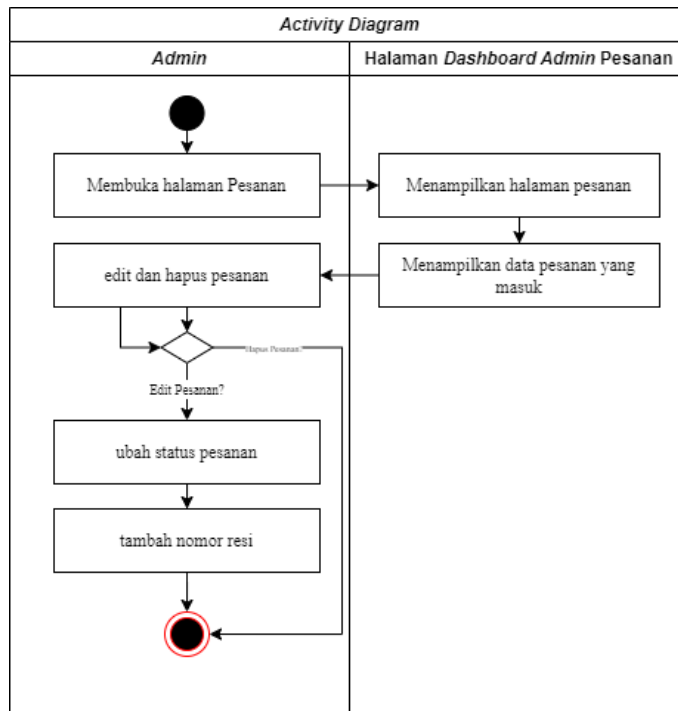 Activity Diagram
Admin
Halaman Dashboard Admin Pesanan
Membuka halaman Pesanan
Menampilkan halaman pesanan
edit dan hapus pesanan
Menampilkan data pesanan yang
masuk
Hapus Pesanan?
Edit Pesanan?
ubah status pesanan
tambah nomor resi